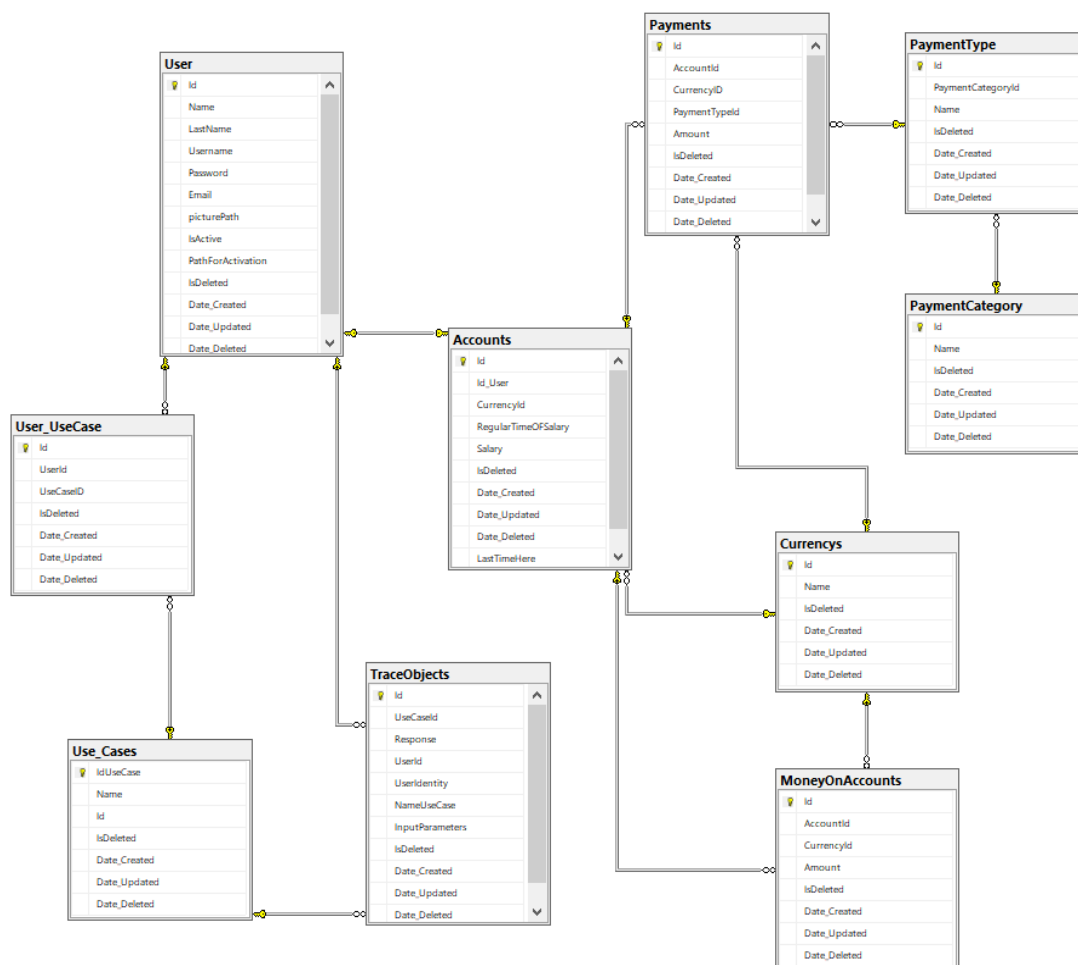 User
Id
Name
LastName
Username
Password
Email
picturePath
IsActive
PathForActivation
IsDeleted
Date_Created
Date_Updated
Date_Deleted
Payments
Id
AccountId
CurrencyID
PaymentTypeId
Amount
IsDeleted
Date_Created
Date_Updated
Date_Deleted
PaymentType
Id
PaymentCategoryId
Name
IsDeleted
Date_Created
Date_Updated
Date_Deleted
PaymentCategory
Id
Name
IsDeleted
Date_Created
Date_Updated
Date_Deleted
Accounts
Id
Id_User
CurrencyId
RegularTimeOFSalary
Salary
IsDeleted
Date_Created
Date_Updated
Date_Deleted
LastTimeHere
User_UseCase
Id
UserId
UseCaseID
IsDeleted
Date_Created
Date_Updated
Date_Deleted
Currencys
Id
Name
IsDeleted
Date_Created
Date_Updated
Date_Deleted
TraceObjects
Id
UseCaseId
Response
UserId
UserIdentity
NameUseCase
InputParameters
IsDeleted
Date_Created
Date_Updated
Date_Deleted
Use_Cases
IdUseCase
Name
Id
IsDeleted
Date_Created
Date_Updated
Date_Deleted
MoneyOnAccounts
Id
AccountId
CurrencyId
Amount
IsDeleted
Date_Created
Date_Updated
Date_Deleted